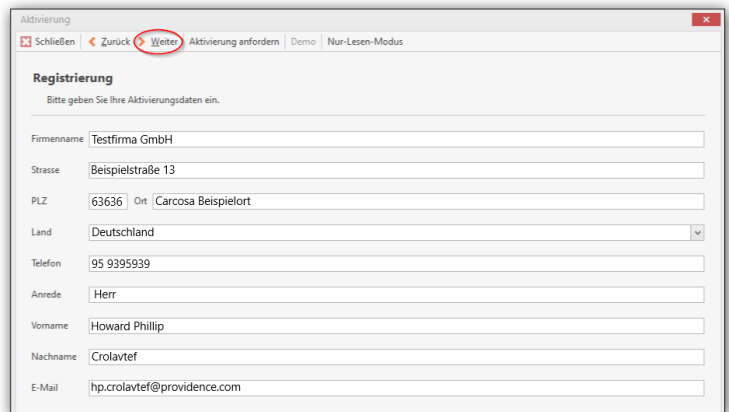 Aktivierung
Schließen Zurück Weiter Aktivierung anfordern Demo Nur-Lesen-Modus
Registrierung
Bitte geben Sie Ihre Aktivierungsdaten ein.
Firmenname Testfirma GmbH
Strasse Beispielstraße 13
PLZ 63636 Ort Carcosa Beispielort
Land Deutschland
Telefon 95 9395939
Anrede Herr
Vorname Howard Phillip
Nachname Crolavtef
E-Mail hp.crolavtef@providence.com